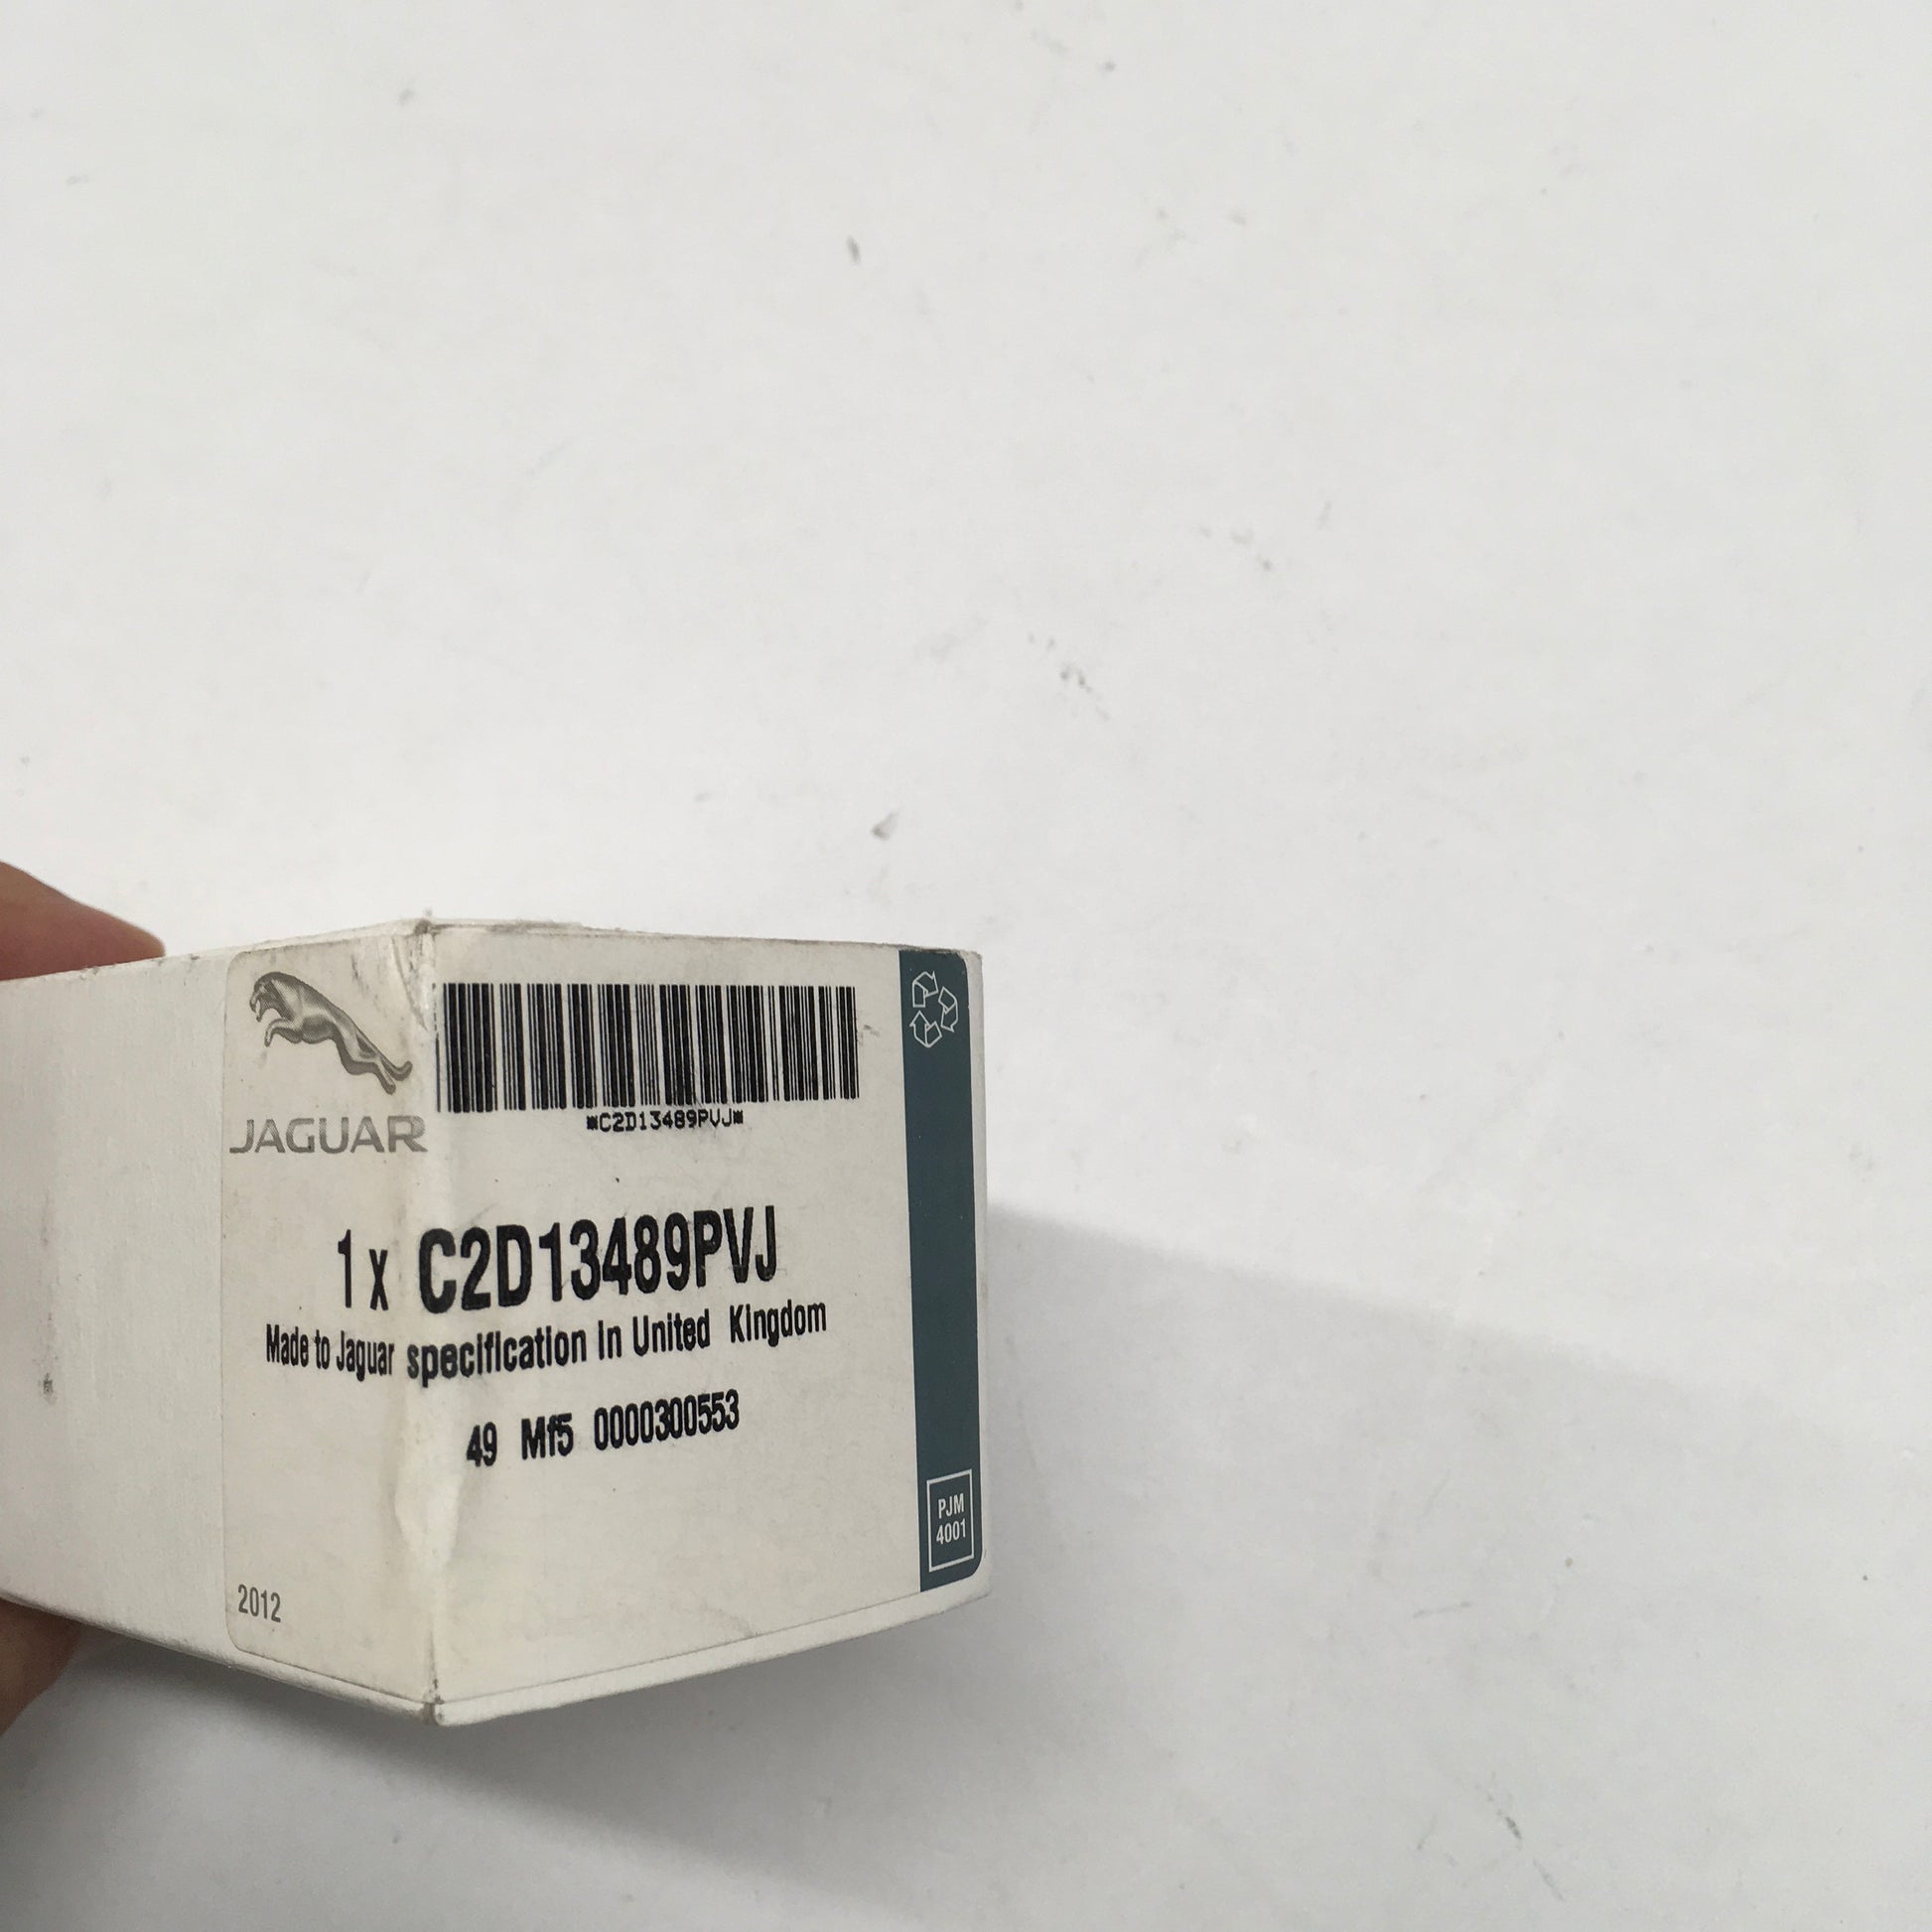 JAGUAR
*C2D13489PVJ*
1 x C2D13489PVJ
Made to Jaguar specification In United Kingdom
49 Mf5 0000300553
2012
PJM
4001